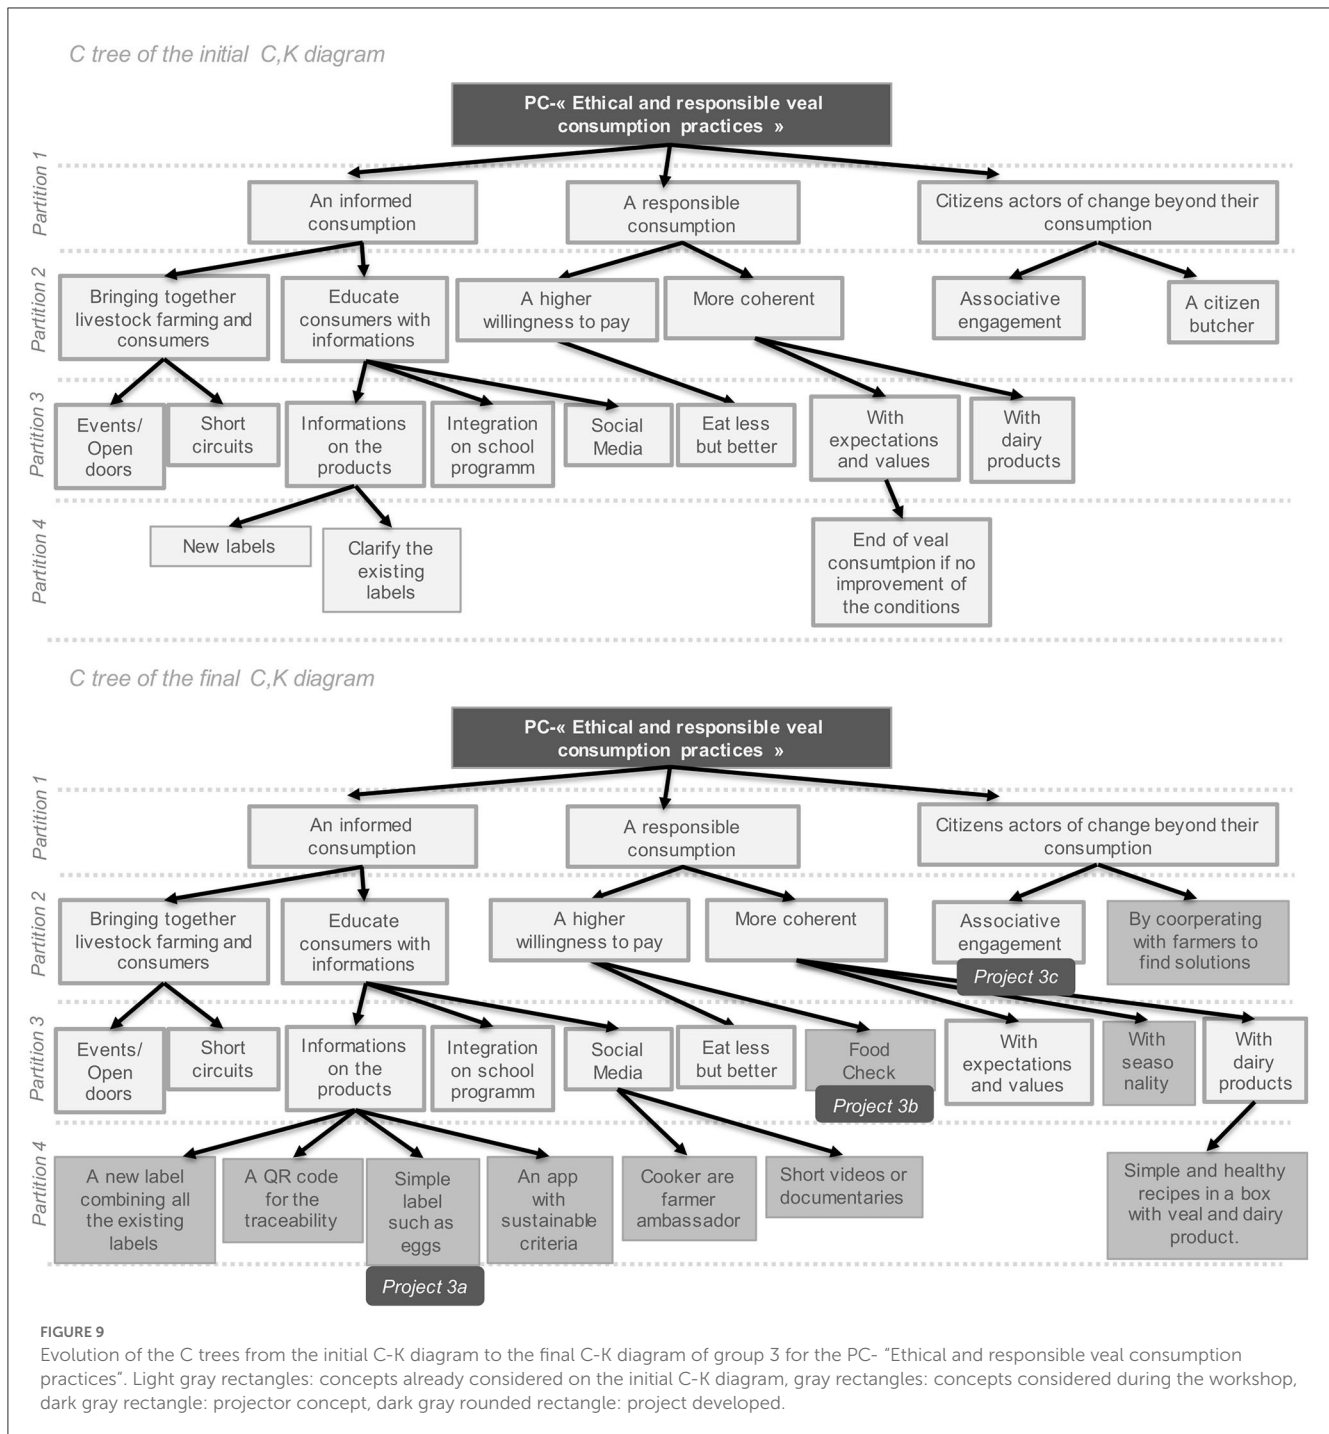 C tree of the initial C,K diagram
PC-« Ethical and responsible veal
consumption practices »
Partition 1
An informed
consumption
A responsible
consumption
Citizens actors of change beyond their
consumption
Partition 2
Bringing together
livestock farming and
consumers
Educate
consumers with
informations
A higher
willingness to pay
More coherent
Associative
engagement
A citizen
butcher
Partition 3
Events/
Open
doors
Short
circuits
Informations
on the
products
Integration
on school
programm
Social
Media
Eat less
but better
With
expectations
and values
With
dairy
products
Partition 4
New labels
Clarify the
existing
labels
End of veal
consumtpion if no
improvement of
the conditions
C tree of the final C,K diagram
PC-« Ethical and responsible veal
consumption practices »
Partition 1
An informed
consumption
A responsible
consumption
Citizens actors of change beyond their
consumption
Partition 2
Bringing together
livestock farming and
consumers
Educate
consumers with
informations
A higher
willingness to pay
More coherent
Associative
engagement
Project 3c
By coorperating
with farmers to
find solutions
Partition 3
Events/
Open
doors
Short
circuits
Informations
on the
products
Integration
on school
programm
Social
Media
Eat less
but better
Food
Check
Project 3b
With
expectations
and values
With
seaso
nality
With
dairy
products
Partition 4
A new label
combining all
the existing
labels
A QR code
for the
traceability
Simple
label
such as
eggs
Project 3a
An app
with
sustainable
criteria
Cooker are
farmer
ambassador
Short videos or
documentaries
Simple and healthy
recipes in a box
with veal and dairy
product.
FIGURE 9
Evolution of the C trees from the initial C-K diagram to the final C-K diagram of group 3 for the PC- “Ethical and responsible veal consumption
practices”. Light gray rectangles: concepts already considered on the initial C-K diagram, gray rectangles: concepts considered during the workshop,
dark gray rectangle: projector concept, dark gray rounded rectangle: project developed.